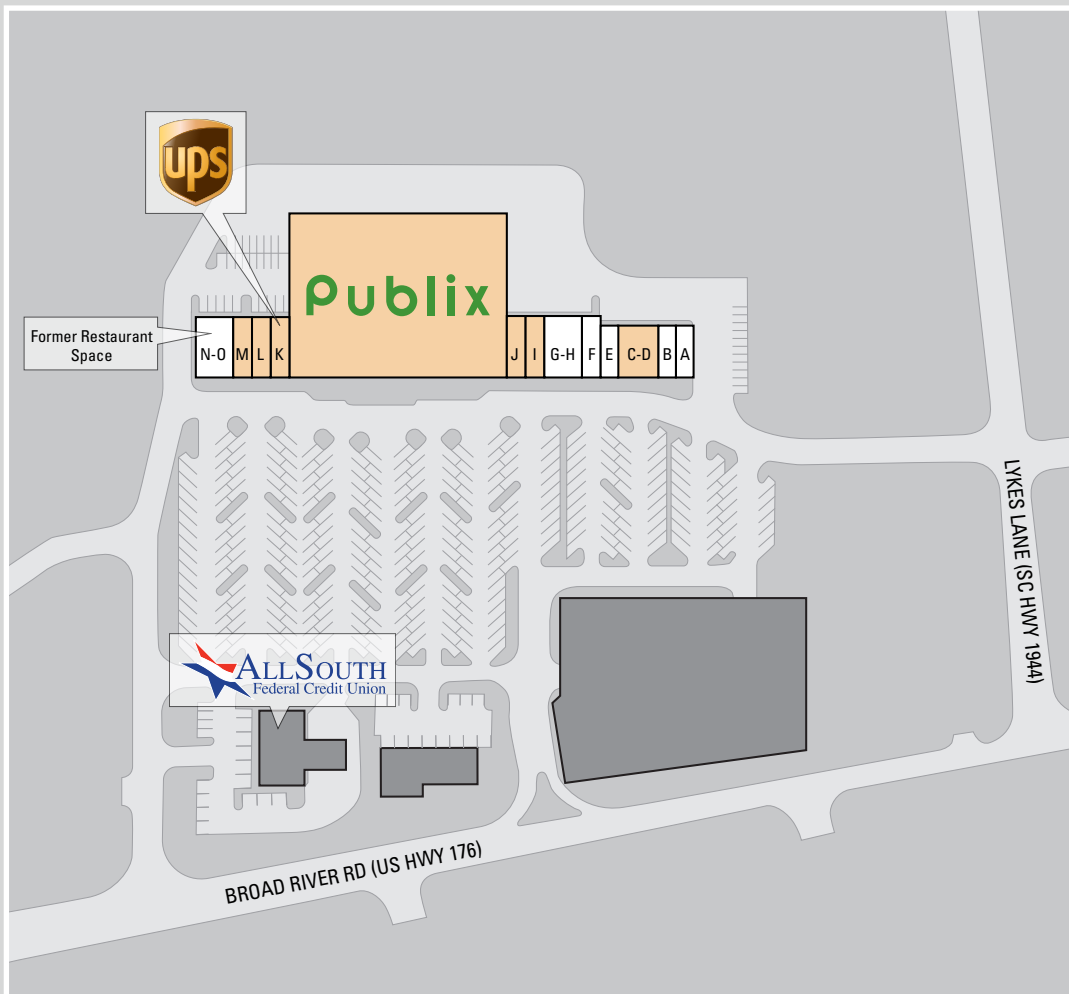 ups
Publix
Former Restaurant
Space
N-O
M
L
K
J
I
G-H
F
E
C-D
B
A
LYKES LANE (SC HWY 1944)
ALLSOUTH
Federal Credit Union
BROAD RIVER RD (US HWY 176)